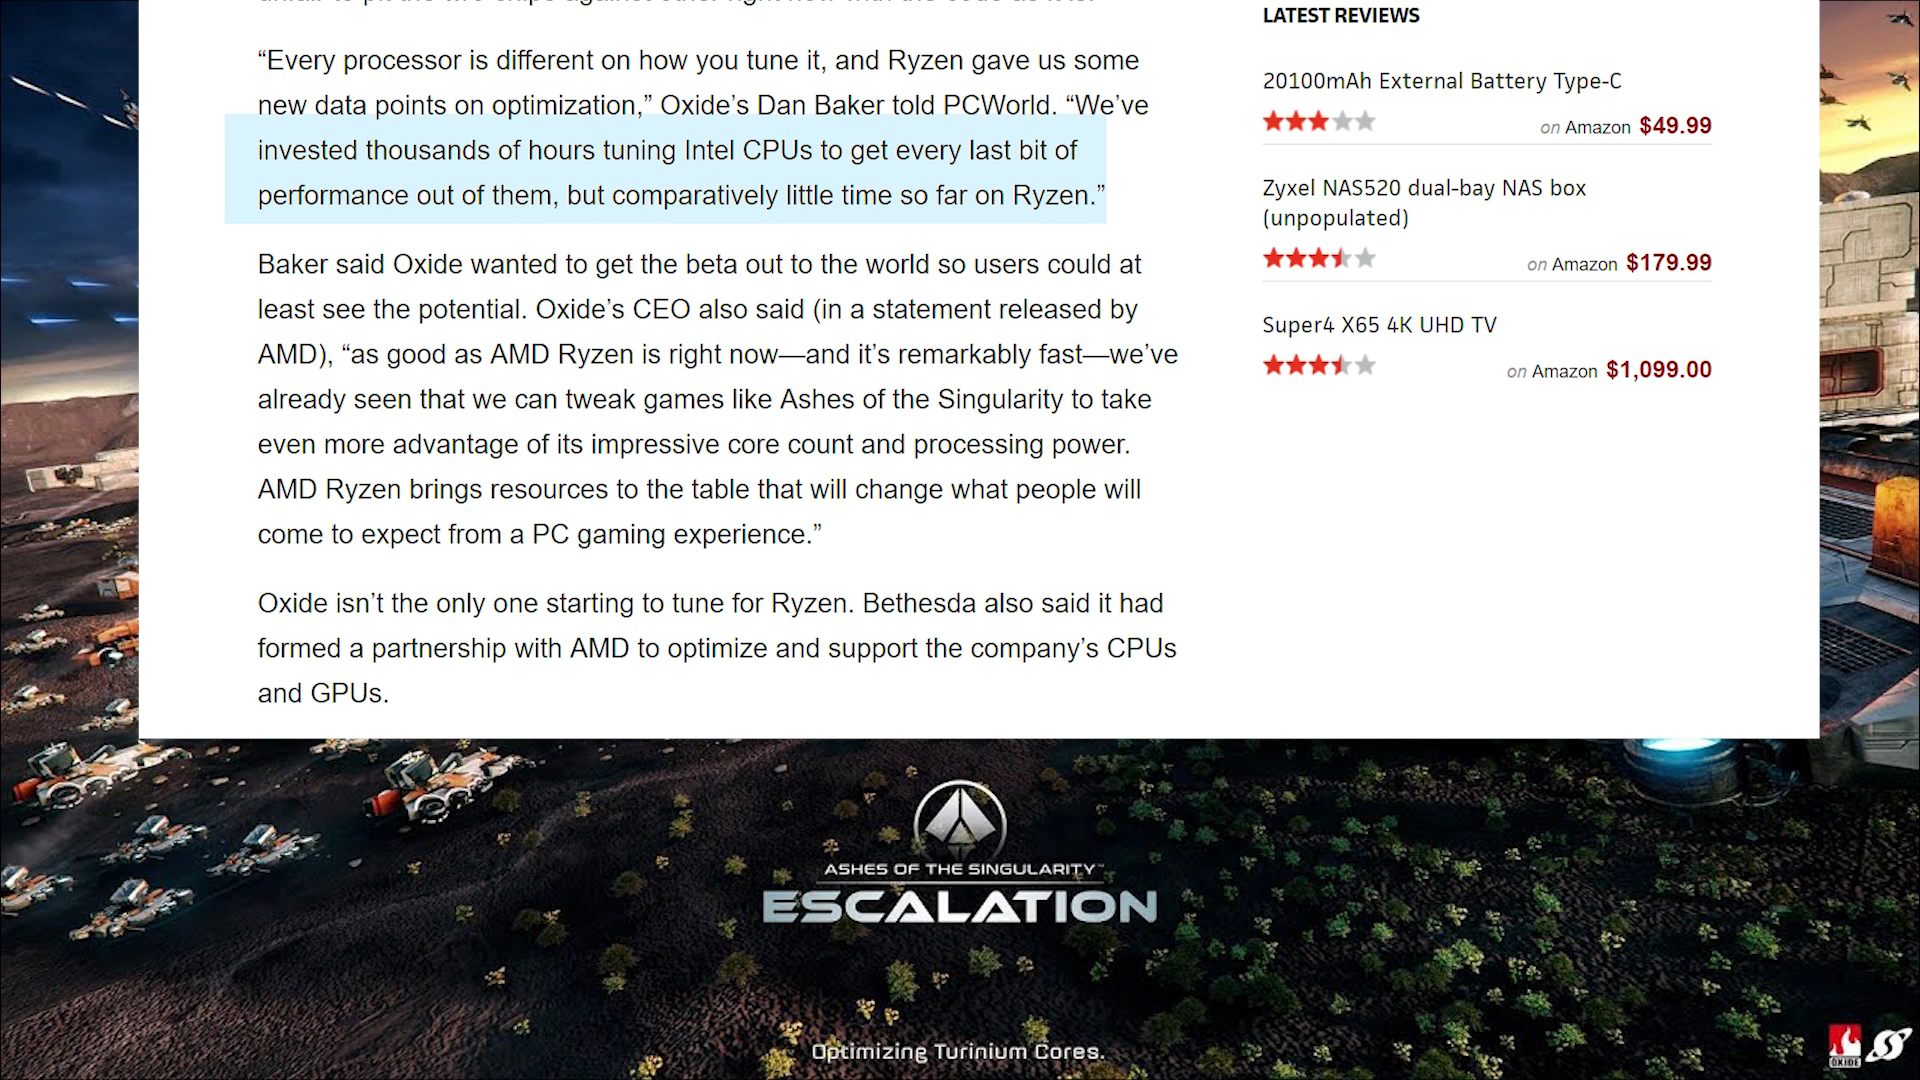 “Every processor is different on how you tune it, and Ryzen gave us some
new data points on optimization,” Oxide’s Dan Baker told PCWorld. “We’ve
invested thousands of hours tuning Intel CPUs to get every last bit of
performance out of them, but comparatively little time so far on Ryzen.”
Baker said Oxide wanted to get the beta out to the world so users could at
least see the potential. Oxide’s CEO also said (in a statement released by
AMD), “as good as AMD Ryzen is right now—and it’s remarkably fast—we’ve
already seen that we can tweak games like Ashes of the Singularity to take
even more advantage of its impressive core count and processing power.
AMD Ryzen brings resources to the table that will change what people will
come to expect from a PC gaming experience.”
Oxide isn’t the only one starting to tune for Ryzen. Bethesda also said it had
formed a partnership with AMD to optimize and support the company’s CPUs
and GPUs.
LATEST REVIEWS
20100mAh External Battery Type-C
on Amazon $49.99
Zyxel NAS520 dual-bay NAS box
(unpopulated)
on Amazon $179.99
Super4 X65 4K UHD TV
on Amazon $1,099.00
ASHES OF THE SINGULARITY™
ESCALATION
Optimizing Turinium Cores.
OXIDE